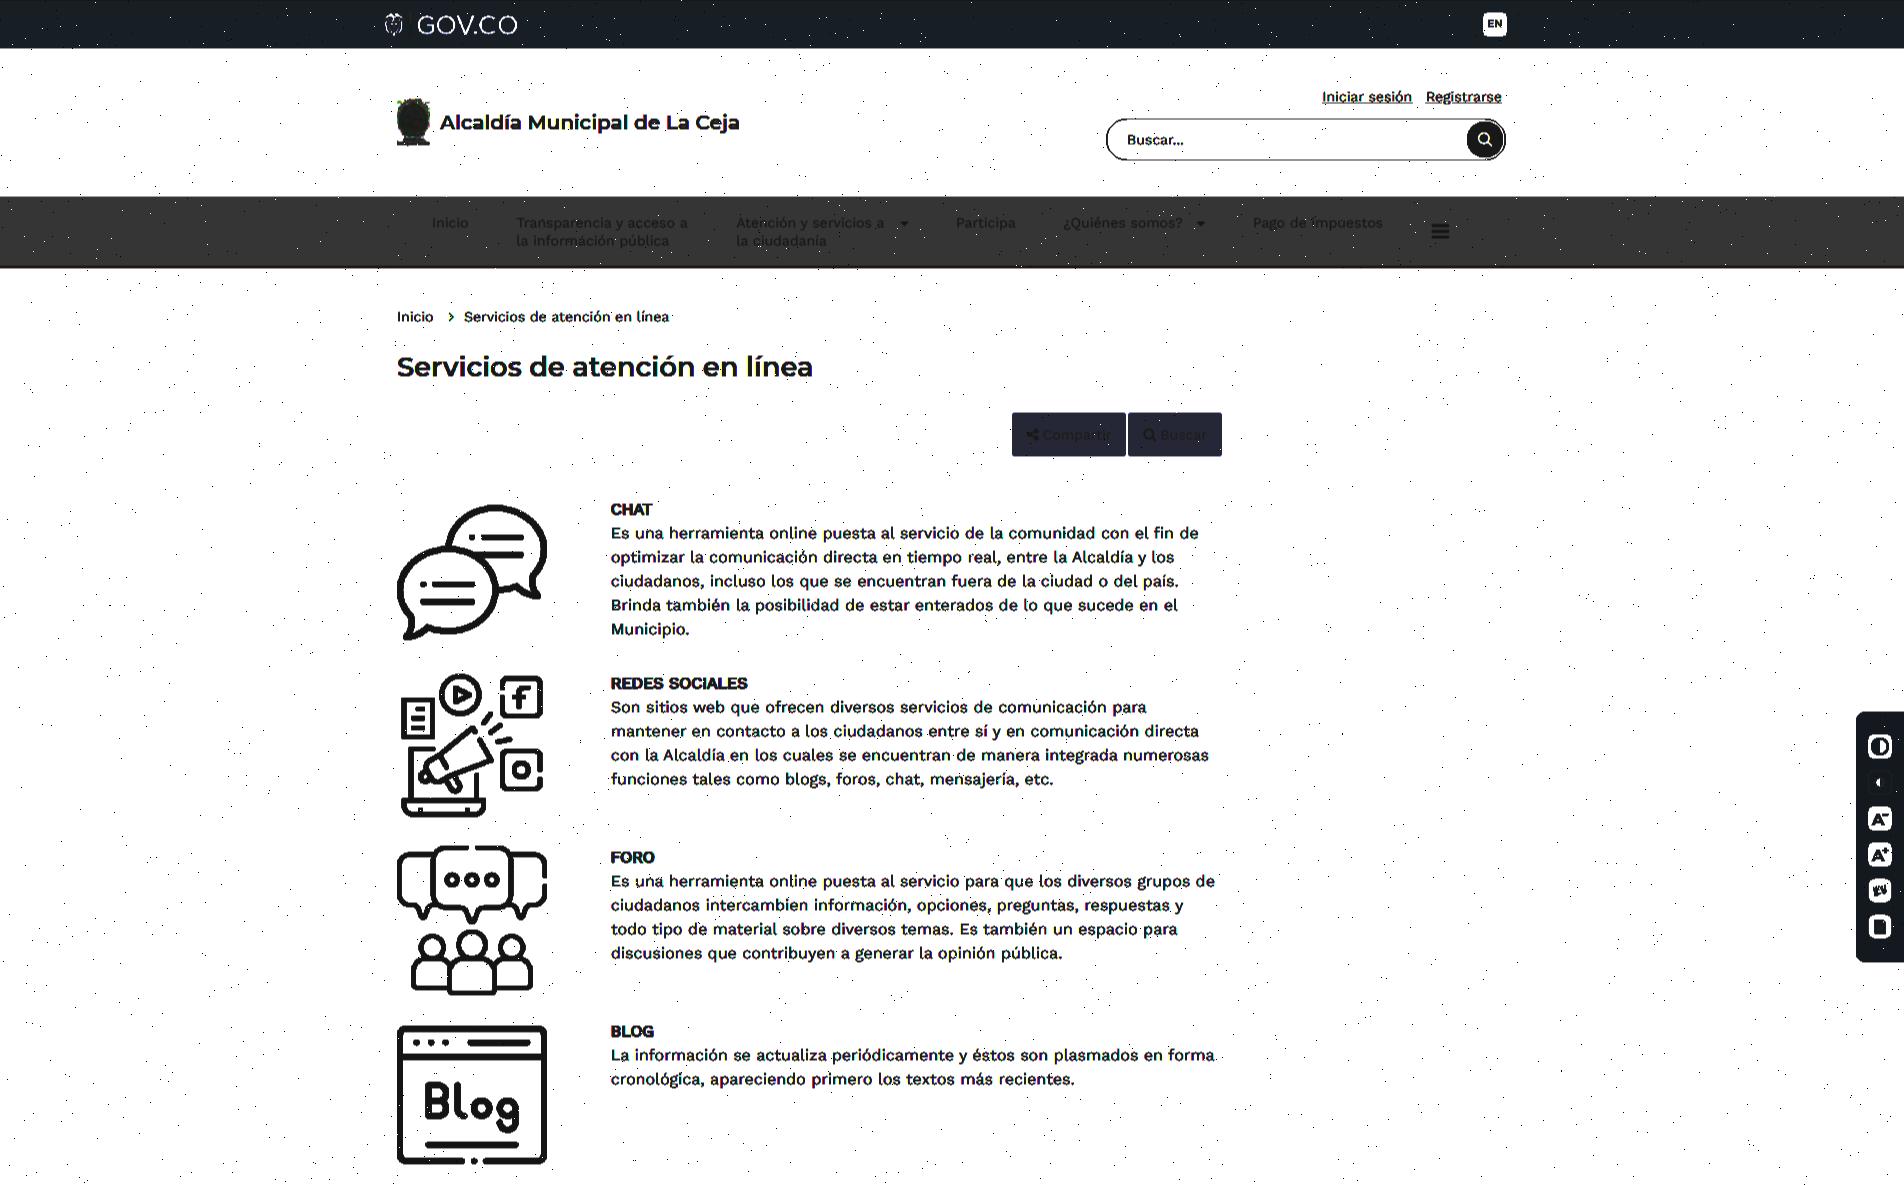 GOV.CO
EN
Iniciar sesión Registrarse
Alcaldía Municipal de La Ceja
Buscar...
Inicio
Transparencia y acceso a
la información pública
Atención y servicios a
la ciudadanía
Participa
¿Quiénes somos?
Pago de impuestos
Inicio > Servicios de atención en línea
Servicios de atención en línea
Compartir
Buscar
CHAT
Es una herramienta online puesta al servicio de la comunidad con el fin de
optimizar la comunicación directa en tiempo real, entre la Alcaldía y los
ciudadanos, incluso los que se encuentran fuera de la ciudad o del país.
Brinda también la posibilidad de estar enterados de lo que sucede en el
Municipio.
REDES SOCIALES
Son sitios web que ofrecen diversos servicios de comunicación para
mantener en contacto a los ciudadanos entre sí y en comunicación directa
con la Alcaldía en los cuales se encuentran de manera integrada numerosas
funciones tales como blogs, foros, chat, mensajería, etc.
FORO
Es una herramienta online puesta al servicio para que los diversos grupos de
ciudadanos intercambien información, opciones, preguntas, respuestas y
todo tipo de material sobre diversos temas. Es también un espacio para
discusiones que contribuyen a generar la opinión pública.
Blog
BLOG
La información se actualiza periódicamente y éstos son plasmados en forma
cronológica, apareciendo primero los textos más recientes.
A-
A+